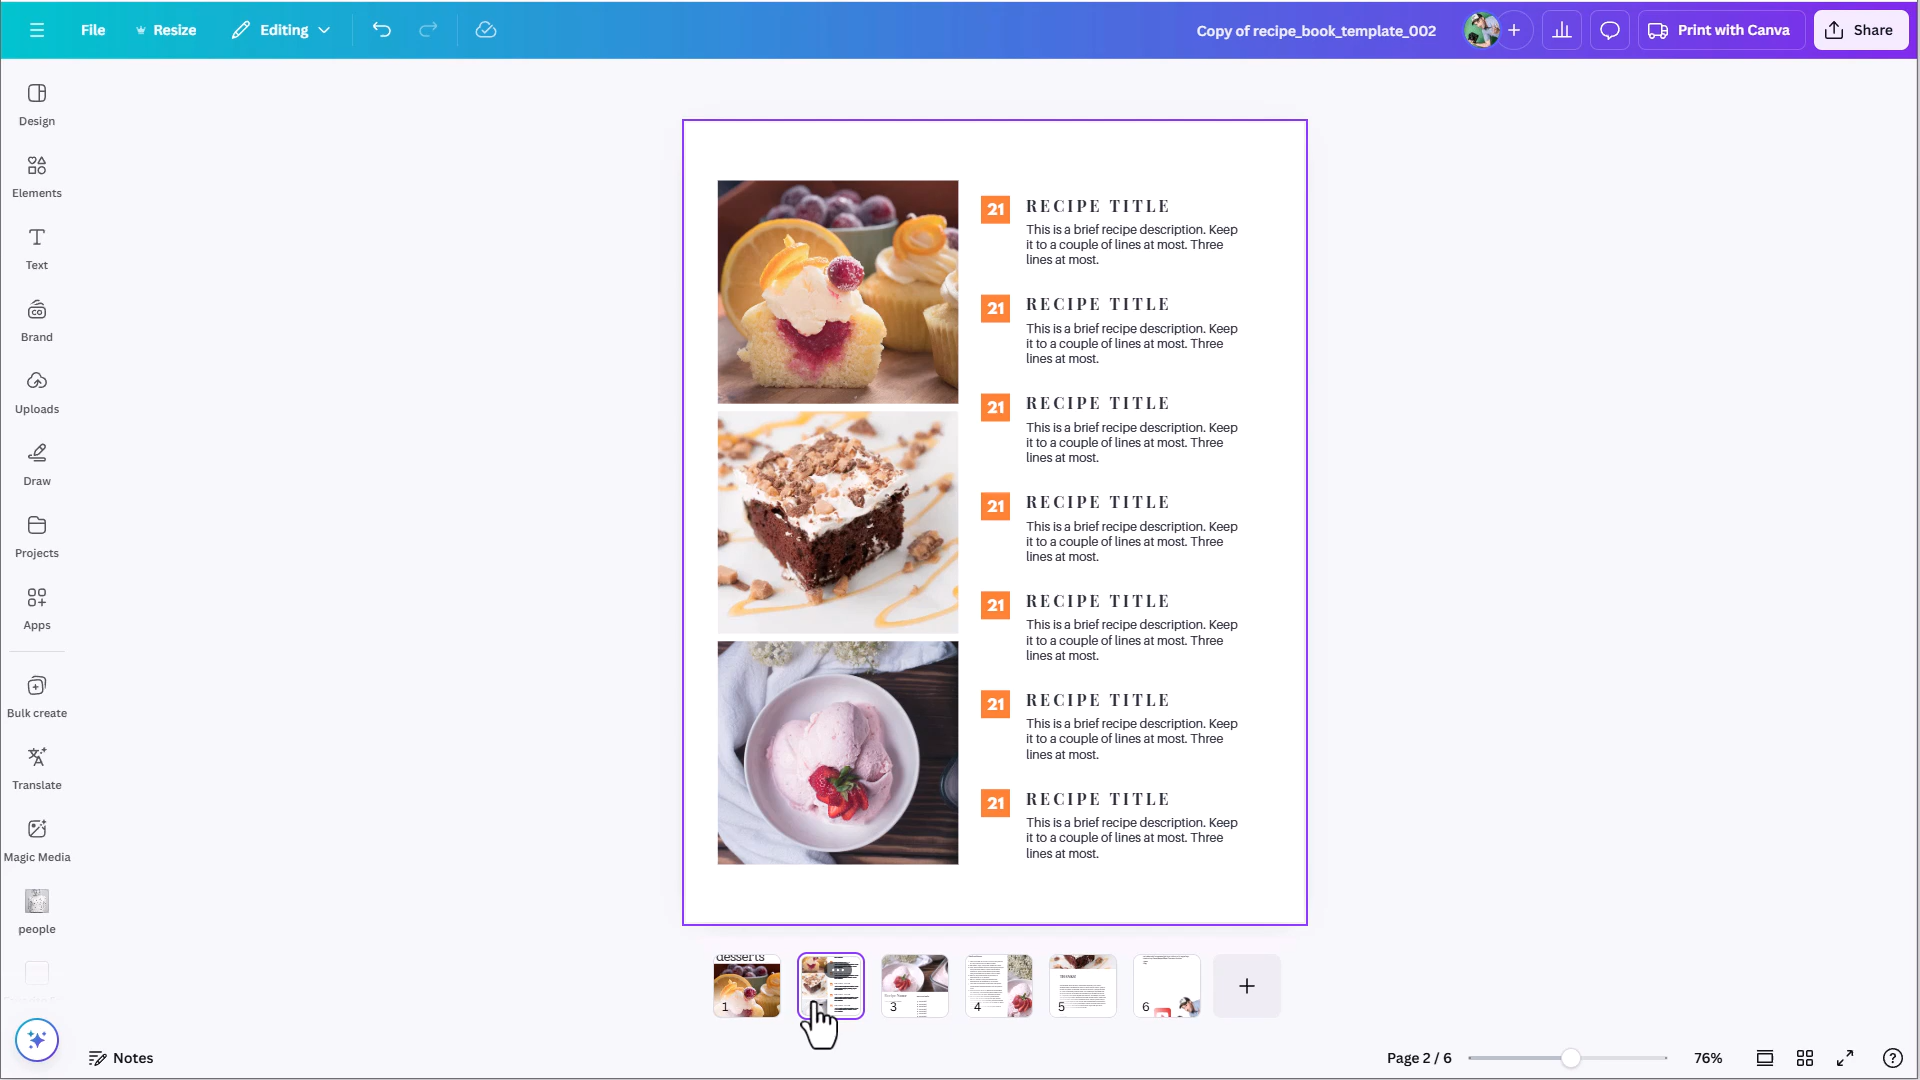 File
Resize
Editing
Copy of recipe_book_template_002
Print with Canva
Share
Design
Elements
Text
Brand
Uploads
Draw
Projects
Apps
Bulk create
Translate
Magic Media
people
21
RECIPE TITLE
This is a brief recipe description. Keep
it to a couple of lines at most. Three
lines at most.
21
RECIPE TITLE
This is a brief recipe description. Keep
it to a couple of lines at most. Three
lines at most.
21
RECIPE TITLE
This is a brief recipe description. Keep
it to a couple of lines at most. Three
lines at most.
21
RECIPE TITLE
This is a brief recipe description. Keep
it to a couple of lines at most. Three
lines at most.
21
RECIPE TITLE
This is a brief recipe description. Keep
it to a couple of lines at most. Three
lines at most.
21
RECIPE TITLE
This is a brief recipe description. Keep
it to a couple of lines at most. Three
lines at most.
21
RECIPE TITLE
This is a brief recipe description. Keep
it to a couple of lines at most. Three
lines at most.
desserts
1
3
4
5
6
Notes
Page 2 / 6
76%